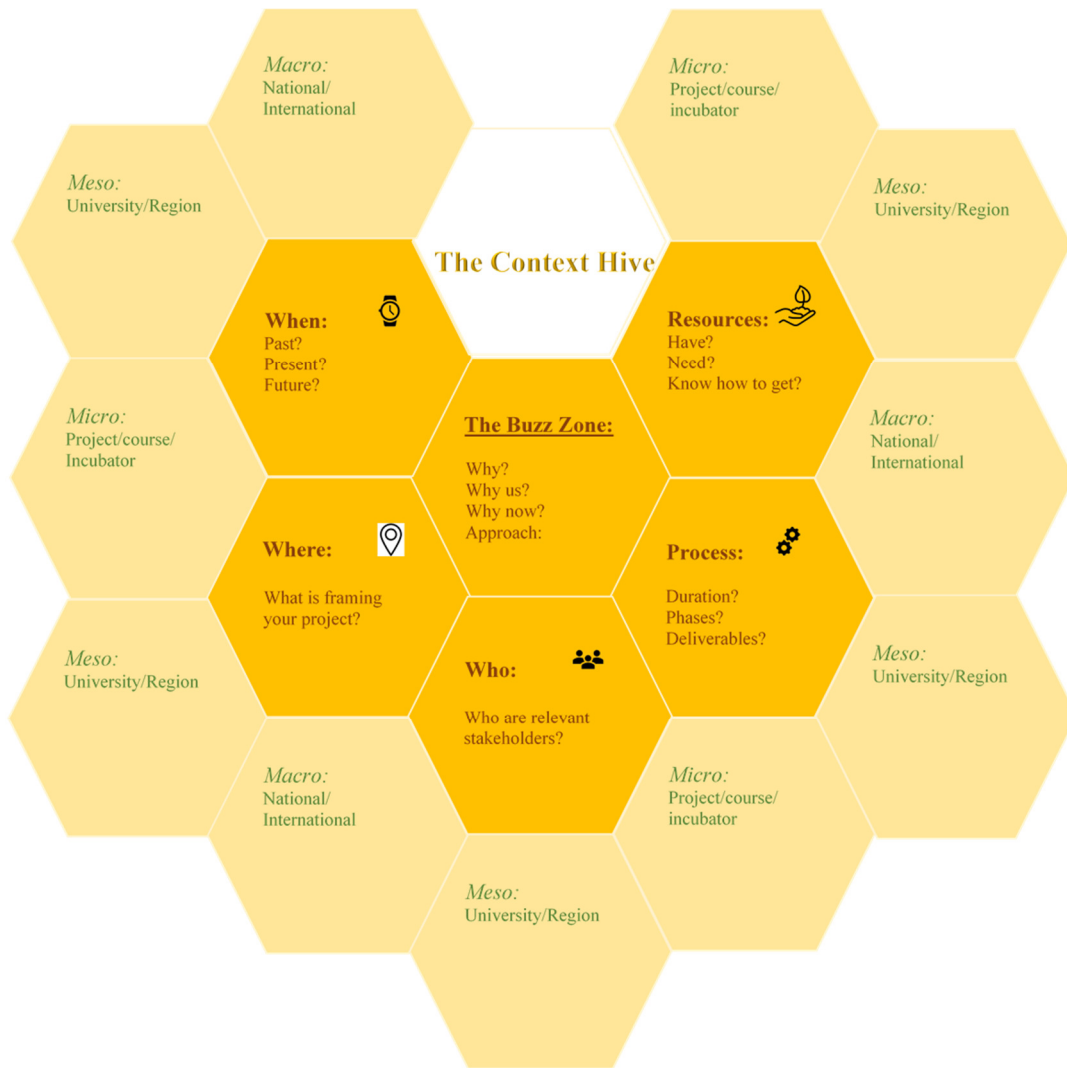 Macro:
National/
International
Micro:
Project/course/
incubator
Meso:
University/Region
Meso:
University/Region
The Context Hive
When:
Past?
Present?
Future?
Resources:
Have?
Need?
Know how to get?
Micro:
Project/course/
Incubator
The Buzz Zone:
Why?
Why us?
Why now?
Approach:
Macro:
National/
International
Where:
What is framing
your project?
Process:
Duration?
Phases?
Deliverables?
Meso:
University/Region
Who:
Who are relevant
stakeholders?
Meso:
University/Region
Macro:
National/
International
Micro:
Project/course/
incubator
Meso:
University/Region